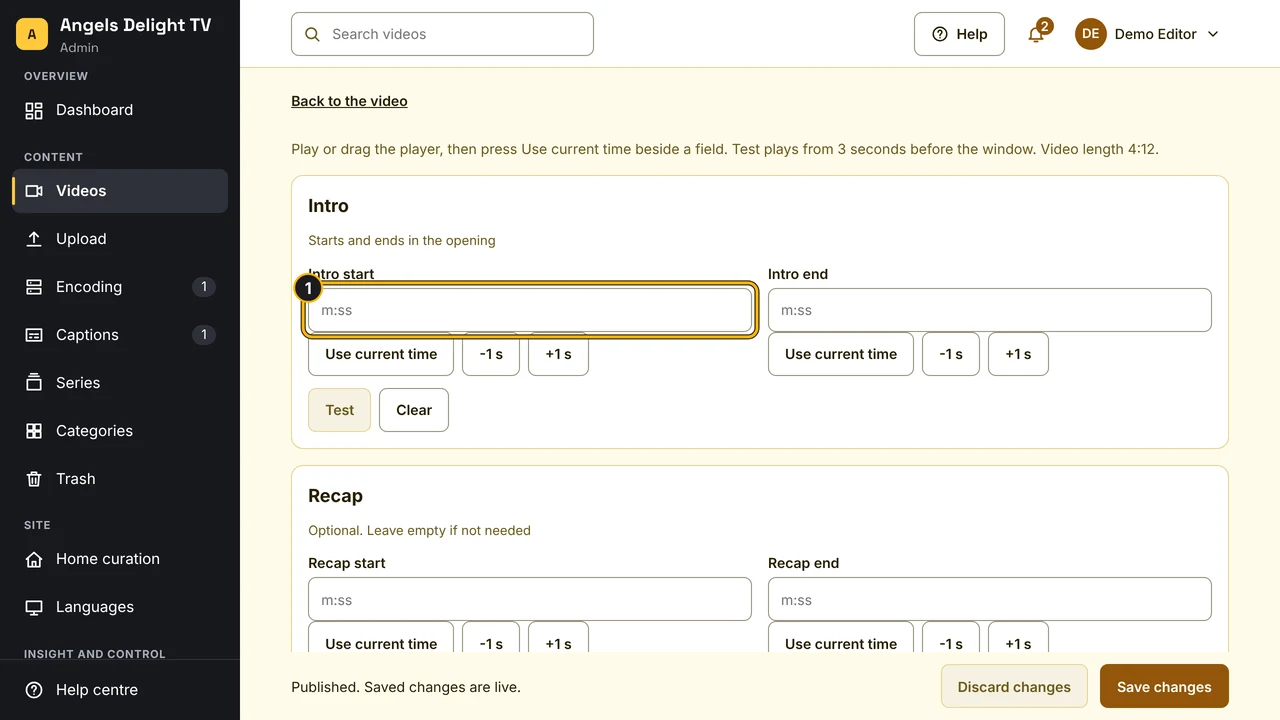 A
Angels Delight TV
Admin
OVERVIEW
Dashboard
CONTENT
Videos
Upload
Encoding 1
Captions 1
Series
Categories
Trash
SITE
Home curation
Languages
INSIGHT AND CONTROL
Help centre
Search videos
Help
2
DE Demo Editor
Back to the video
Play or drag the player, then press Use current time beside a field. Test plays from 3 seconds before the window. Video length 4:12.
Intro
Starts and ends in the opening
Intro start Intro end
1
m:ss m:ss
Use current time -1 s +1 s Use current time -1 s +1 s
Test Clear
Recap
Optional. Leave empty if not needed
Recap start Recap end
m:ss m:ss
Use current time -1 s +1 s Use current time -1 s +1 s
Published. Saved changes are live. Discard changes Save changes